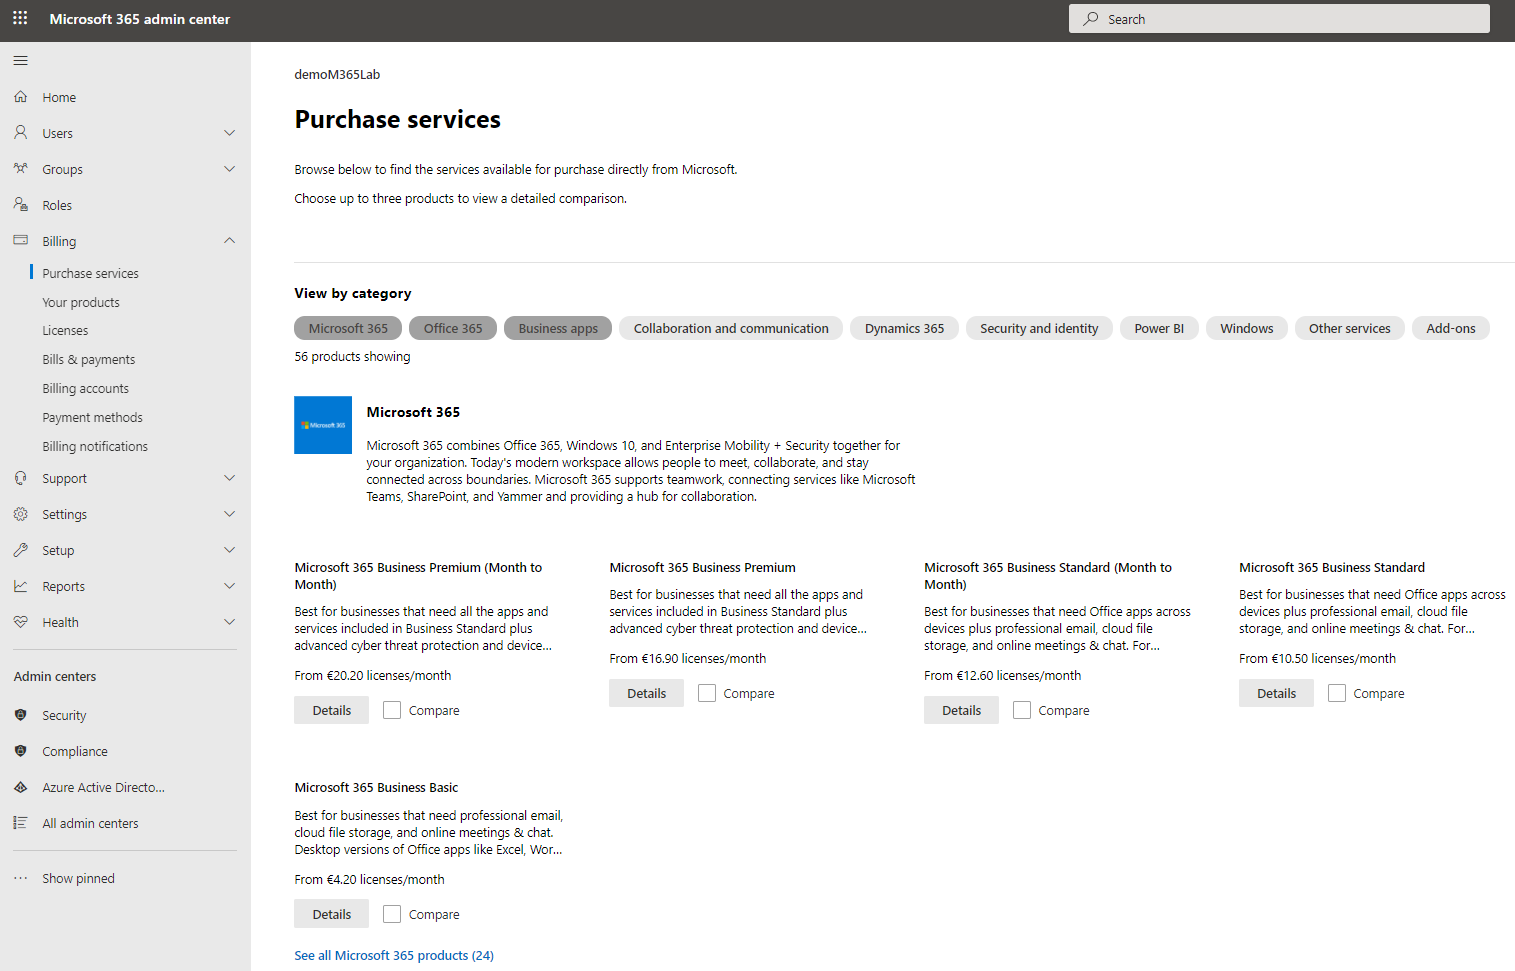 Microsoft 365 admin center
Search
Home
Users
Groups
Roles
Billing
Purchase services
Your products
Licenses
Bills & payments
Billing accounts
Payment methods
Billing notifications
Support
Settings
Setup
Reports
Health
Admin centers
Security
Compliance
Azure Active Directo...
All admin centers
Show pinned
demoM365Lab
Purchase services
Browse below to find the services available for purchase directly from Microsoft.
Choose up to three products to view a detailed comparison.
View by category
Microsoft 365 Office 365 Business apps Collaboration and communication Dynamics 365 Security and identity Power BI Windows Other services Add-ons
56 products showing
Microsoft 365
Microsoft 365
Microsoft 365 combines Office 365, Windows 10, and Enterprise Mobility + Security together for
your organization. Today's modern workspace allows people to meet, collaborate, and stay
connected across boundaries. Microsoft 365 supports teamwork, connecting services like Microsoft
Teams, SharePoint, and Yammer and providing a hub for collaboration.
Microsoft 365 Business Premium (Month to
Month)
Best for businesses that need all the apps and
services included in Business Standard plus
advanced cyber threat protection and device...
From €20.20 licenses/month
Details Compare
Microsoft 365 Business Premium
Best for businesses that need all the apps and
services included in Business Standard plus
advanced cyber threat protection and device...
From €16.90 licenses/month
Details Compare
Microsoft 365 Business Standard (Month to
Month)
Best for businesses that need Office apps across
devices plus professional email, cloud file
storage, and online meetings & chat. For...
From €12.60 licenses/month
Details Compare
Microsoft 365 Business Standard
Best for businesses that need Office apps across
devices plus professional email, cloud file
storage, and online meetings & chat. For...
From €10.50 licenses/month
Details Compare
Microsoft 365 Business Basic
Best for businesses that need professional email,
cloud file storage, and online meetings & chat.
Desktop versions of Office apps like Excel, Wor...
From €4.20 licenses/month
Details Compare
See all Microsoft 365 products (24)